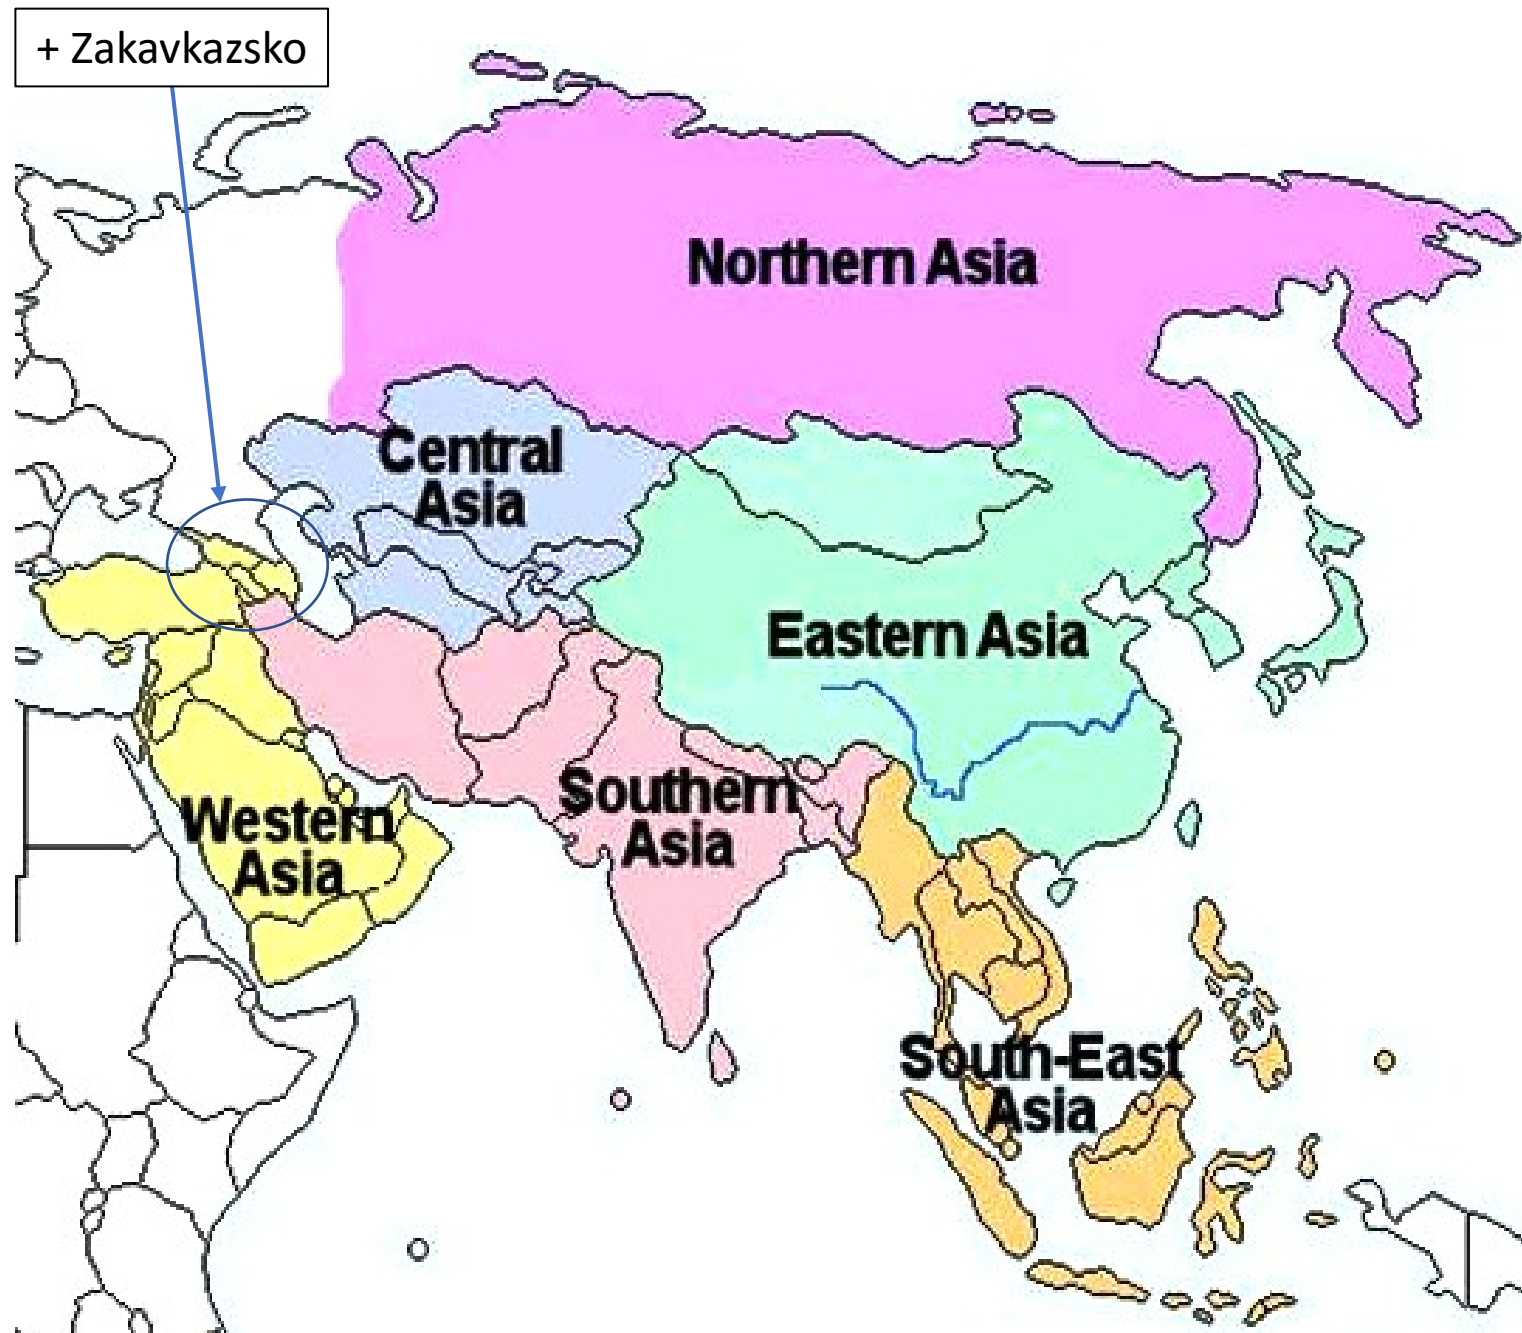 + Zakavkazsko
Northern Asia
Central
Asia
Eastern Asia
Southern
Asia
Western
Asia
South-East
Asia